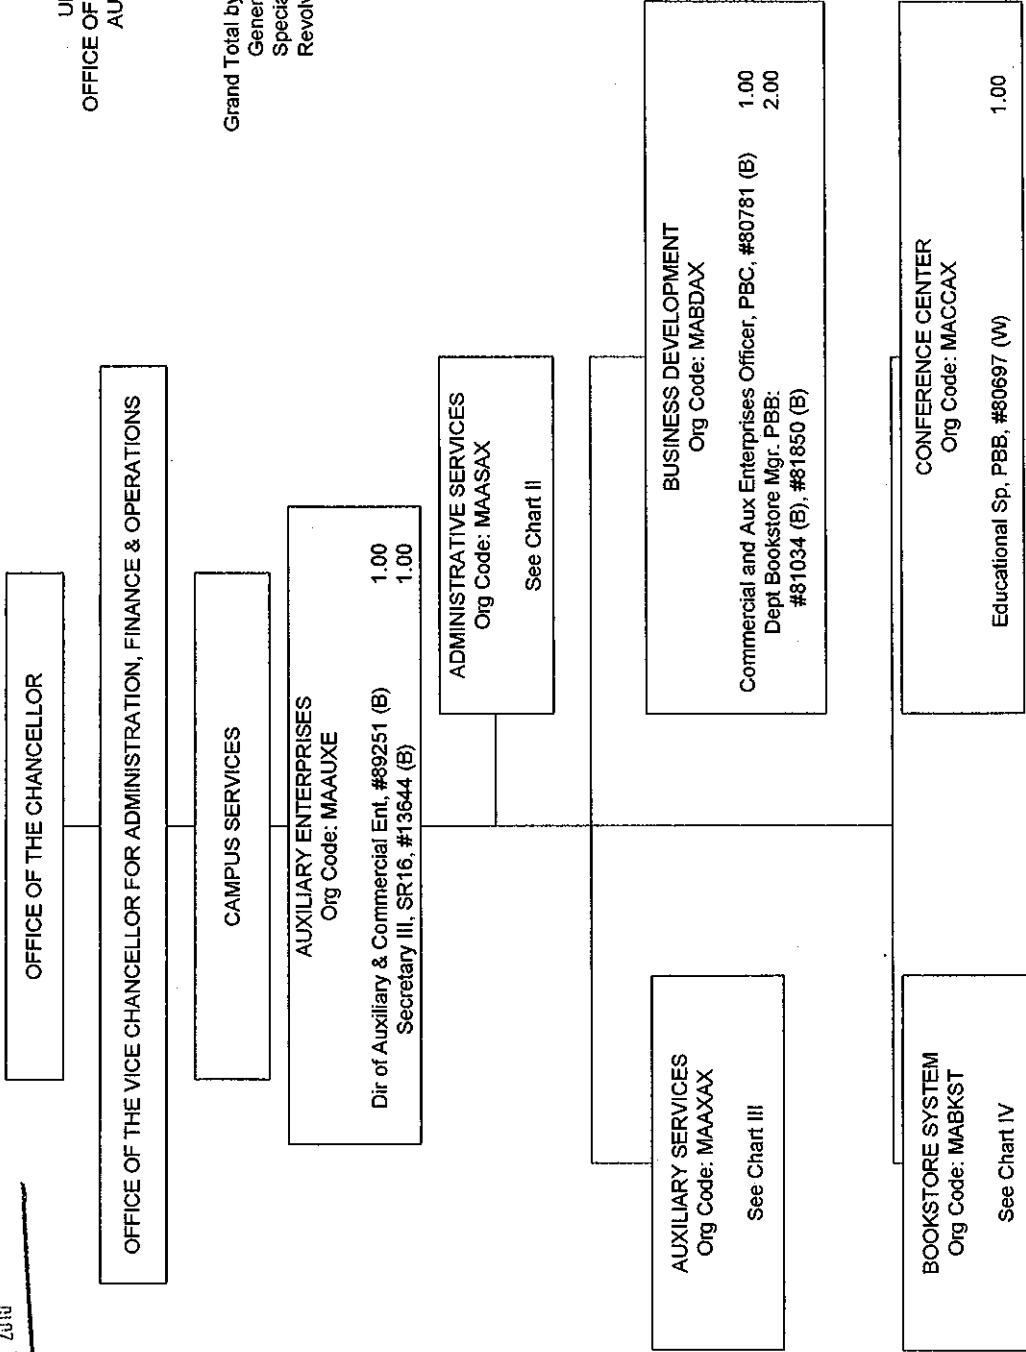 OFFICE OF THE CHANCELLOR
OFFICE OF THE VICE CHANCELLOR FOR ADMINISTRATION, FINANCE & OPERATIONS
CAMPUS SERVICES
AUXILIARY ENTERPRISES
Org Code: MAAUXE
Dir of Auxiliary & Commercial Ent, #89251 (B) 1.00
Secretary III, SR16, #13644 (B) 1.00
ADMINISTRATIVE SERVICES
Org Code: MAASAX
See Chart II
AUXILIARY SERVICES
Org Code: MAAXAX
See Chart III
BUSINESS DEVELOPMENT
Org Code: MABDAX
Commercial and Aux Enterprises Officer, PBC, #80781 (B) 1.00
Dept Bookstore Mgr. PBB: 2.00
#81034 (B), #81850 (B)
BOOKSTORE SYSTEM
Org Code: MABKST
See Chart IV
CONFERENCE CENTER
Org Code: MACCAX
Educational Sp, PBB, #80697 (W) 1.00
OFFICE OF
AU
Grand Total by
Gener
Specia
Revolv